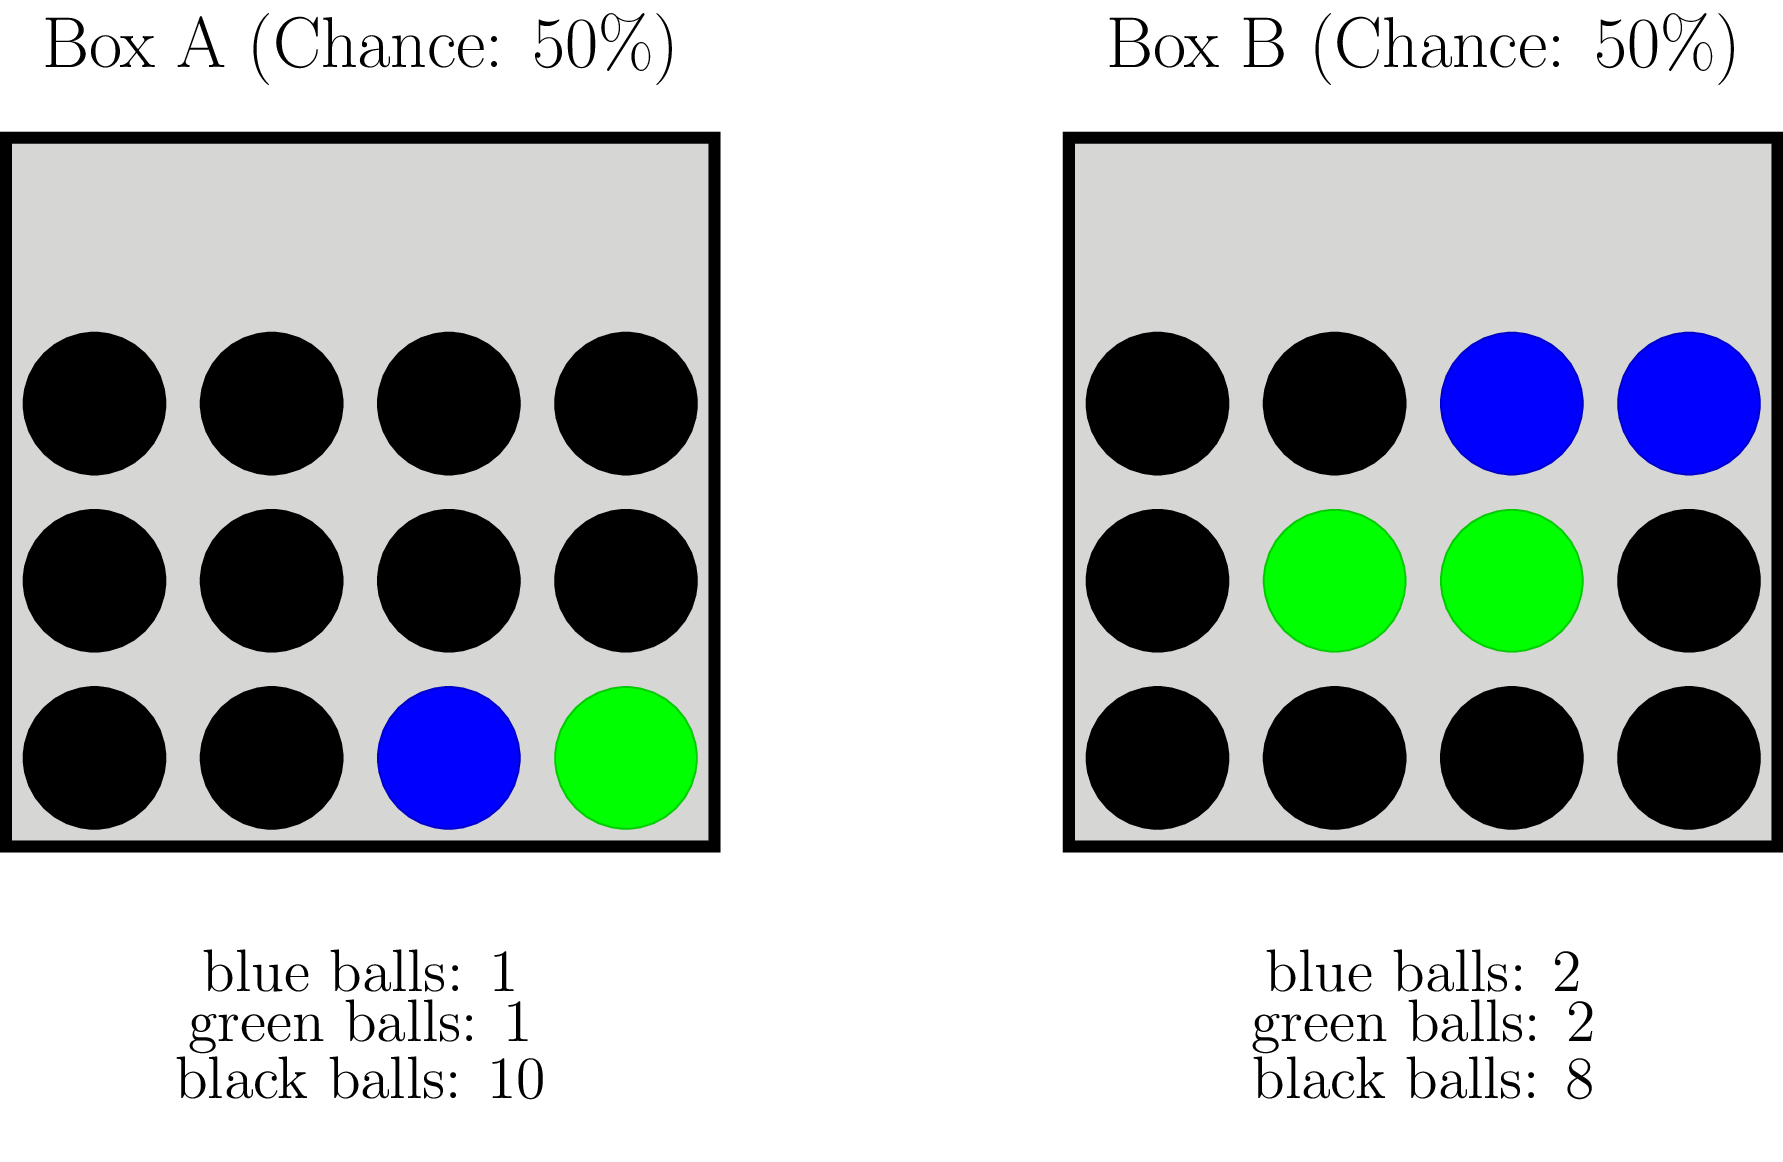 Box A (Chance: 50%)
Box B (Chance: 50%)
blue balls: 1
green balls: 1
black balls: 10
blue balls: 2
green balls: 2
black balls: 8